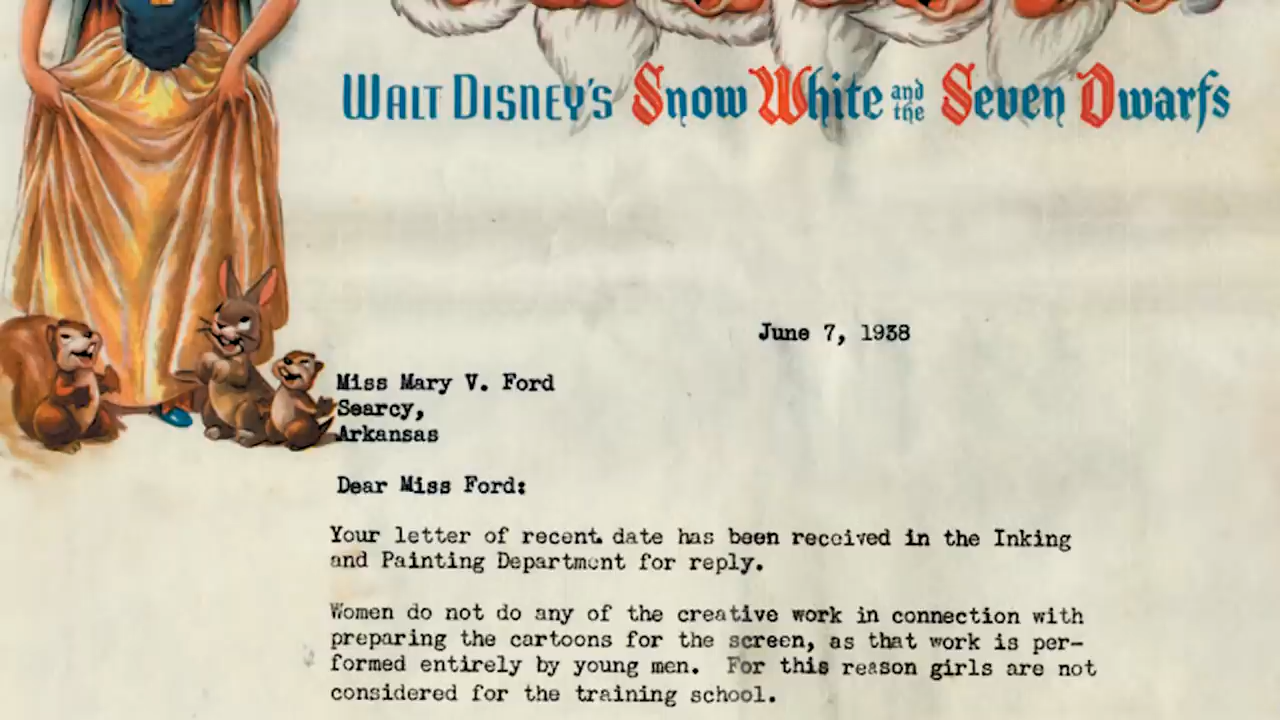 WALT DISNEY'S Snow White and the Seven Dwarfs
June 7, 1938
Miss Mary V. Ford
Searcy,
Arkansas
Dear Miss Ford:
Your letter of recent date has been received in the Inking
and Painting Department for reply.
Women do not do any of the creative work in connection with
preparing the cartoons for the screen, as that work is per-
formed entirely by young men. For this reason girls are not
considered for the training school.